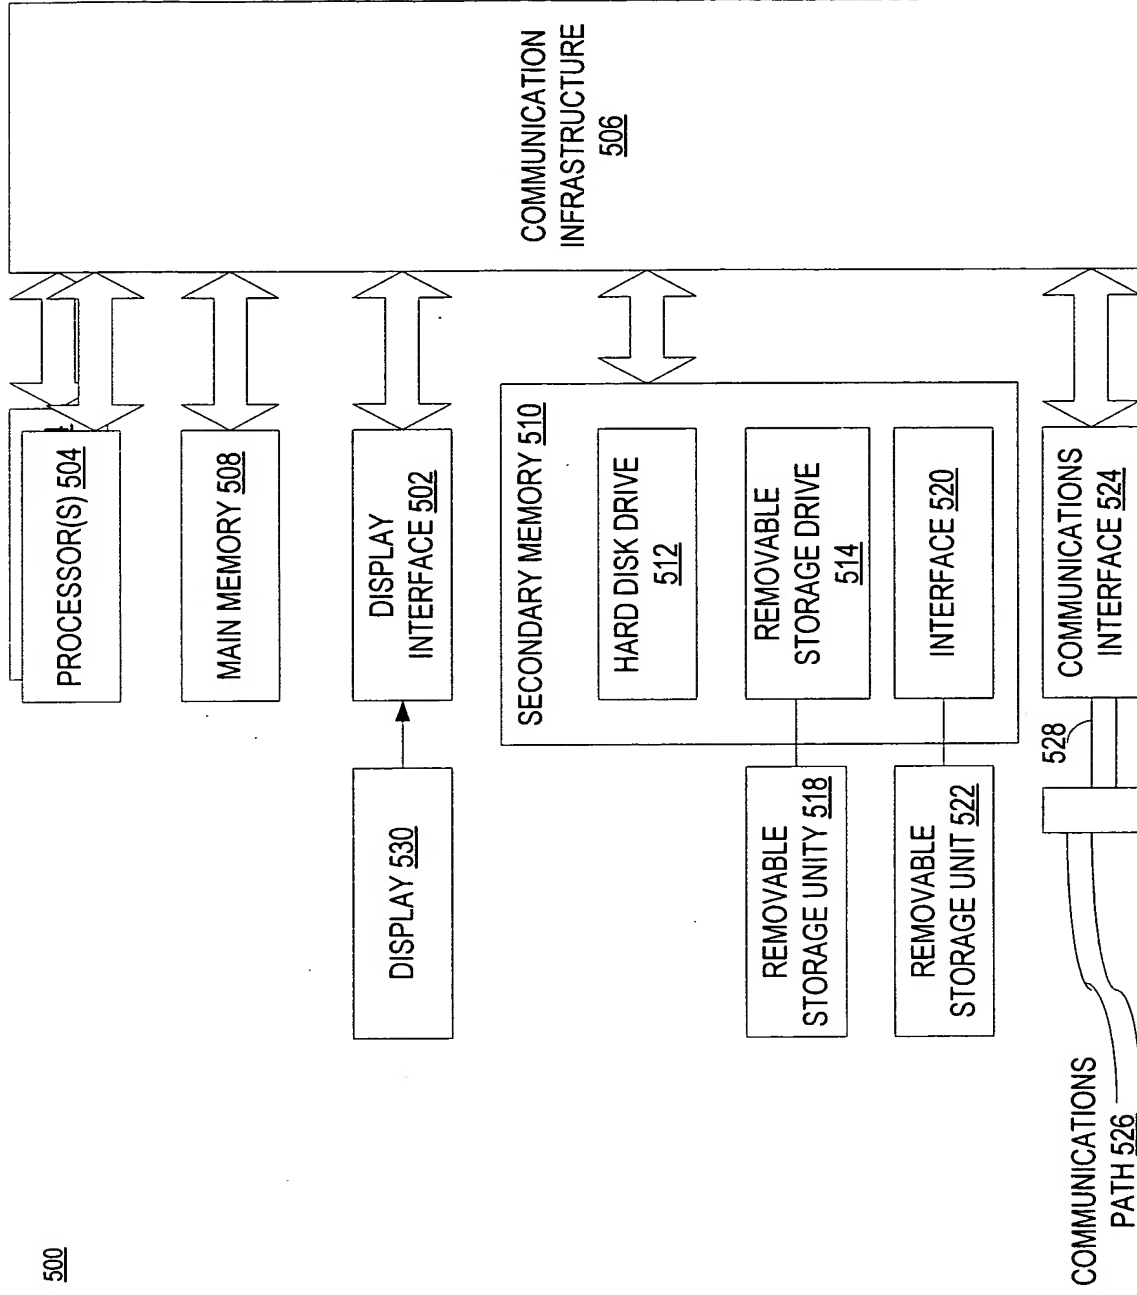 500
PROCESSOR(S) 504
MAIN MEMORY 508
DISPLAY
INTERFACE 502
DISPLAY 530
SECONDARY MEMORY 510
HARD DISK DRIVE
512
REMOVABLE
STORAGE DRIVE
514
INTERFACE 520
REMOVABLE
STORAGE UNITY 518
REMOVABLE
STORAGE UNIT 522
COMMUNICATIONS
INTERFACE 524
528
COMMUNICATIONS
PATH 526
COMMUNICATION
INFRASTRUCTURE
506